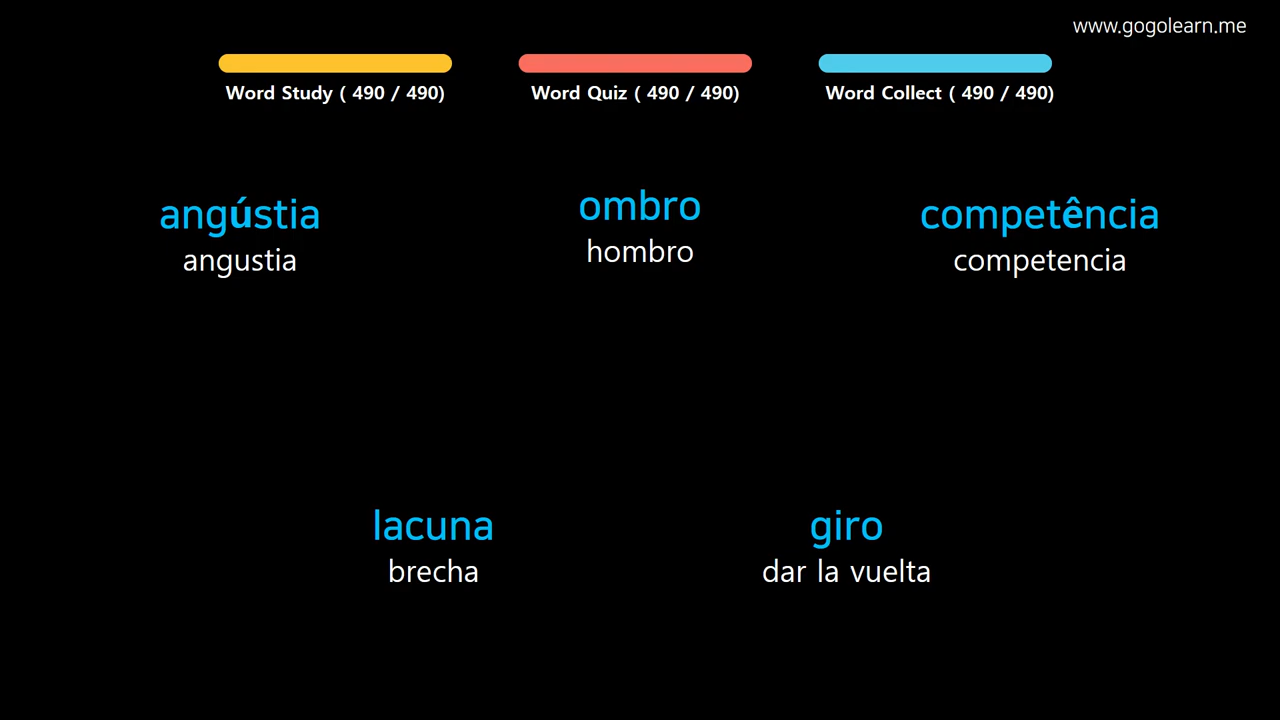 www.gogolearn.me
Word Study ( 490 / 490)
Word Quiz ( 490 / 490)
Word Collect ( 490 / 490)
angústia
angustia
ombro
hombro
competência
competencia
lacuna
brecha
giro
dar la vuelta